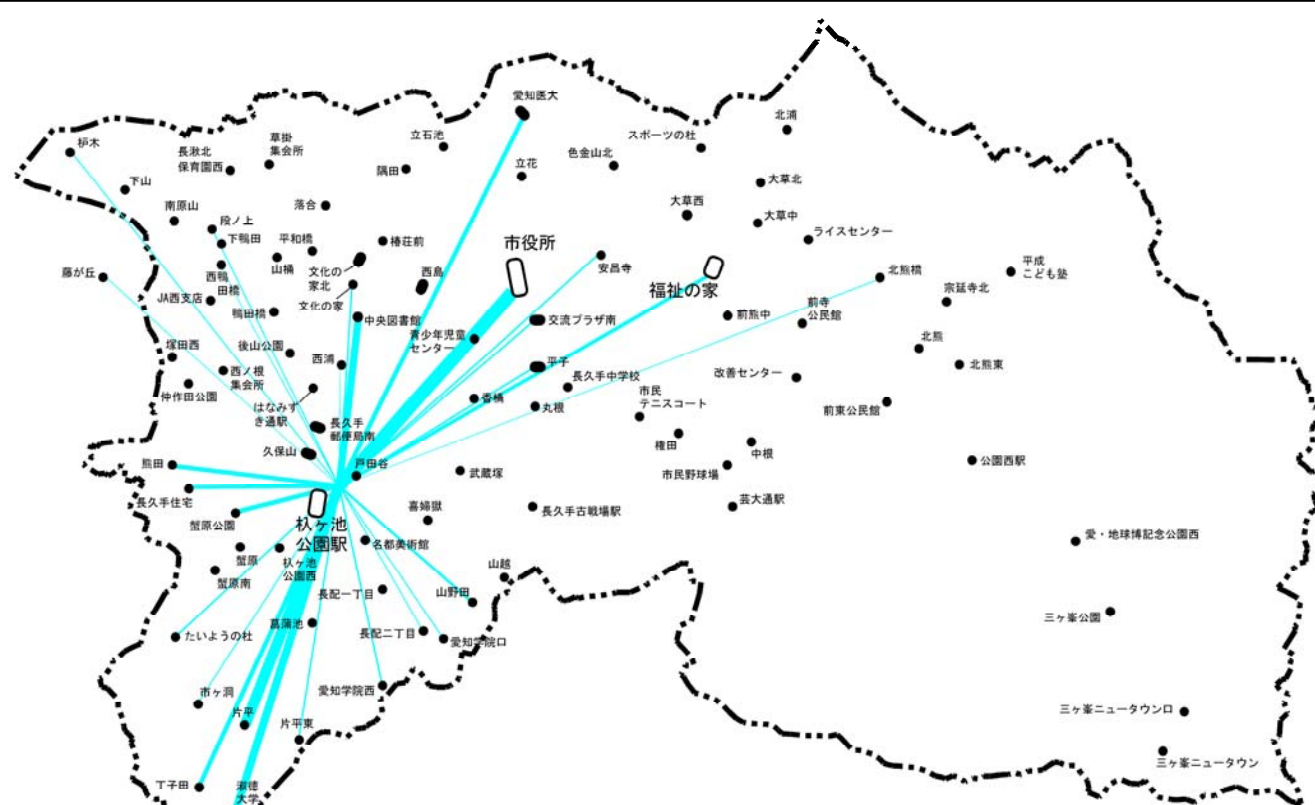 愛知医大
北浦
スポーツの杜
立石池
草掛
集会所
枦木
長湫北
保育園西
色金山北
立花
隅田
下山
大草北
南原山
落合
大草西
大草中
段ノ上
下鴨田
平和橋
椿荘前
市役所
ライスセンター
藤が丘
西鴨
田橋
山桶
文化の
家北
西島
安昌寺
福祉の家
北熊橋
平成
こども塾
JA西支店
文化の家
宗延寺北
鴨田橋
中央図書館
交流プラザ南
前熊中
前寺
公民館
青少年児童
センター
北熊
塚田西
後山公園
西浦
平子
北熊東
西ノ根
集会所
長久手中学校
改善センター
仲作田公園
はなみず
き通駅
香桶
丸根
市民
テニスコート
前東公民館
長久手
郵便局南
権田
中根
久保山
熊田
戸田谷
武蔵塚
市民野球場
公園西駅
長久手住宅
杁ヶ池
公園駅
喜婦嶽
長久手古戦場駅
芸大通駅
蟹原公園
名都美術館
愛・地球博記念公園西
蟹原
杁ヶ池
公園西
山越
蟹原南
長配一丁目
山野田
三ヶ峯公園
菖蒲池
長配二丁目
愛知学院口
たいようの杜
市ヶ洞
愛知学院西
片平
片平東
三ヶ峯ニュータウン口
三ヶ峯ニュータウン
丁子田
淑徳
大学